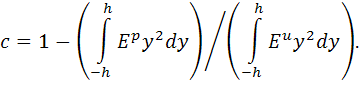 c = 1 − ( ∫_{−h}^{h} E^p y^2 dy ) / ( ∫_{−h}^{h} E^u y^2 dy ).